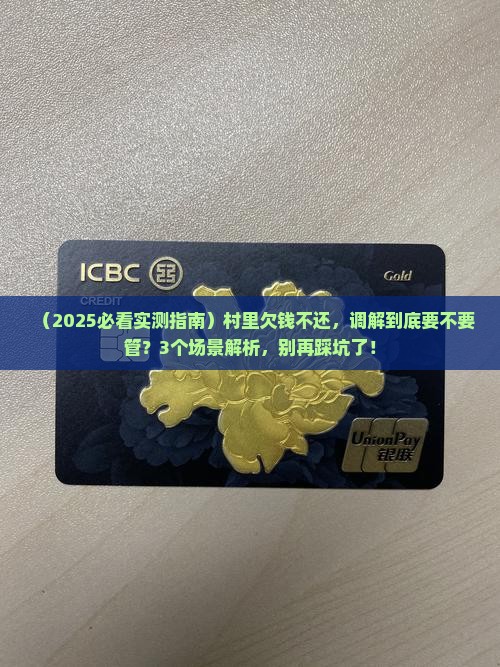 ICBC
Gold
CREDIT
（2025必看实测指南）村里欠钱不还，调解到底要不要
管？3个场景解析，别再踩坑了！
UnionPay
银联